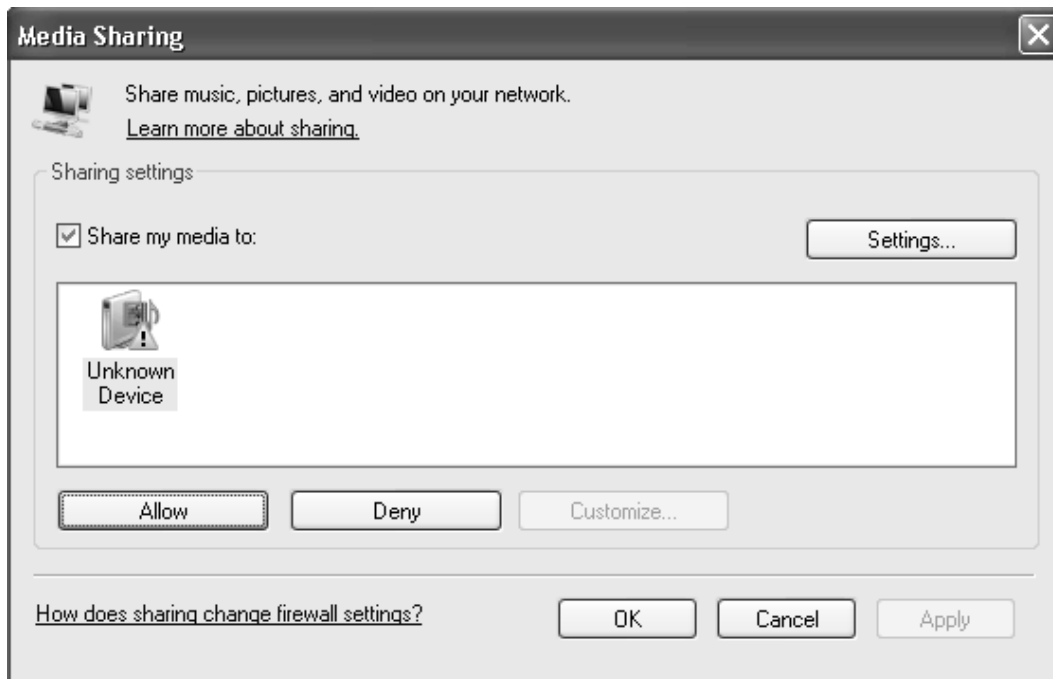 Media Sharing
Share music, pictures, and video on your network.
Learn more about sharing.
Sharing settings
Share my media to:
Settings...
Unknown
Device
Allow
Deny
Customize...
How does sharing change firewall settings?
OK
Cancel
Apply